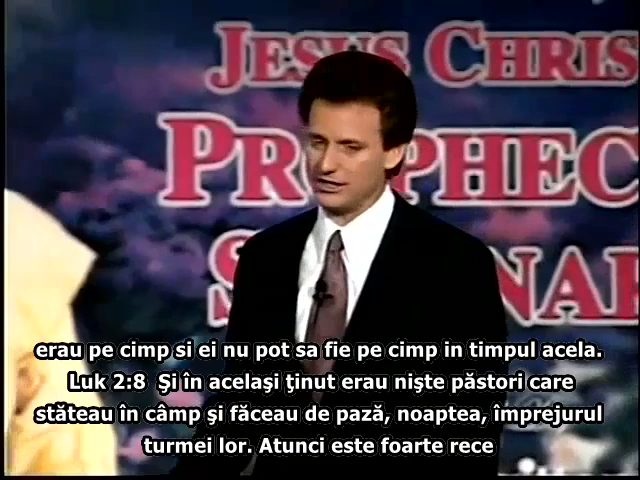 JESUS CHRIS
PROPHEC
S NAR
erau pe cimp si ei nu pot sa fie pe cimp in timpul acela.
Luk 2:8 Şi în acelaşi ţinut erau nişte păstori care
stăteau în câmp şi făceau de pază, noaptea, împrejurul
turmei lor. Atunci este foarte rece